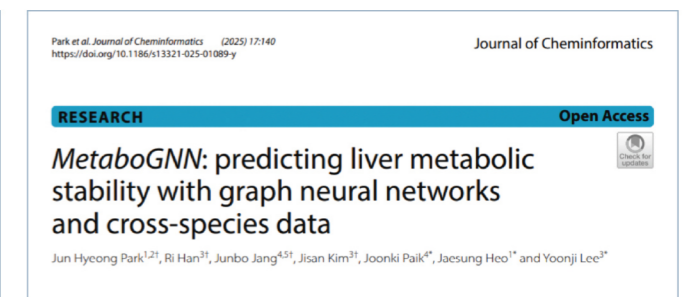 Park et al. Journal of Cheminformatics (2025) 17:140
https://doi.org/10.1186/s13321-025-01089-y
Journal of Cheminformatics
RESEARCH
Open Access
MetaboGNN: predicting liver metabolic
stability with graph neural networks
and cross-species data
Check for
updates
Jun Hyeong Park1,2†, Ri Han3†, Junbo Jang4,5†, Jisan Kim3†, Joonki Paik4*, Jaesung Heo1* and Yoonji Lee3*